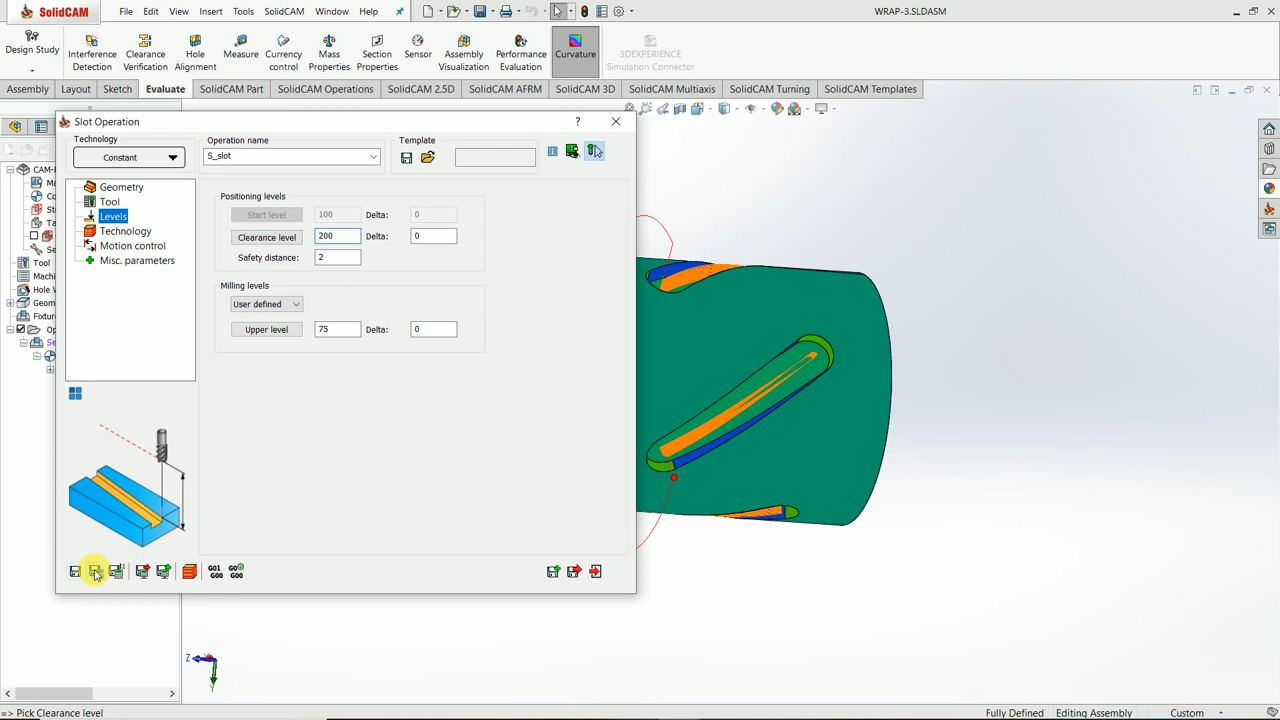 SolidCAM File Edit View Insert Tools SolidCAM Window Help WRAP-3.SLDASM
Design Study
Interference Detection
Clearance Verification
Hole Alignment
Measure
Currency control
Mass Properties
Section Properties
Sensor
Assembly Visualization
Performance Evaluation
Curvature
3DEXPERIENCE Simulation Connector
Assembly Layout Sketch Evaluate SolidCAM Part SolidCAM Operations SolidCAM 2.5D SolidCAM AFRM SolidCAM 3D SolidCAM Multiaxis SolidCAM Turning SolidCAM Templates
Slot Operation
Technology
Constant
Operation name
S_slot
Template
Geometry
Tool
Levels
Technology
Motion control
Misc. parameters
Positioning levels
Start level 100 Delta: 0
Clearance level 200 Delta: 0
Safety distance: 2
Milling levels
User defined
Upper level 75 Delta: 0
G01 G00
CAM-
Tool
Machin
Hole W
Geom
Fixtur
Op
Z
Y
=> Pick Clearance level Fully Defined Editing Assembly Custom